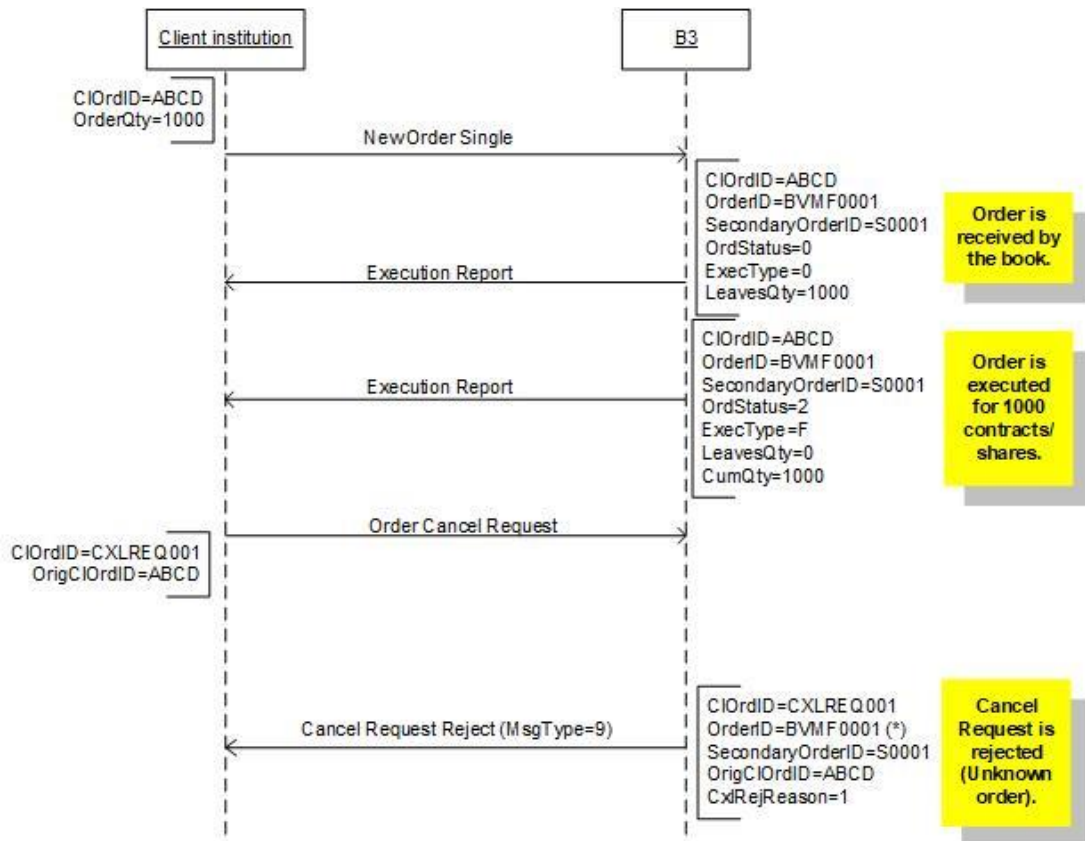 Client institution
B3
ClOrdID=ABCD
OrderQty=1000
NewOrder Single
ClOrdID=ABCD
OrderID=BVMF0001
SecondaryOrderID=S0001
OrdStatus=0
ExecType=0
LeavesQty=1000
Order is
received by
the book.
Execution Report
ClOrdID=ABCD
OrderID=BVMF0001
SecondaryOrderID=S0001
OrdStatus=2
ExecType=F
LeavesQty=0
CumQty=1000
Order is
executed
for 1000
contracts/
shares.
Execution Report
Order Cancel Request
ClOrdID=CXLREQ001
OrigClOrdID=ABCD
Cancel Request Reject (MsgType=9)
ClOrdID=CXLREQ001
OrderID=BVMF0001 (*)
SecondaryOrderID=S0001
OrigClOrdID=ABCD
CxlRejReason=1
Cancel
Request is
rejected
(Unknown
order).